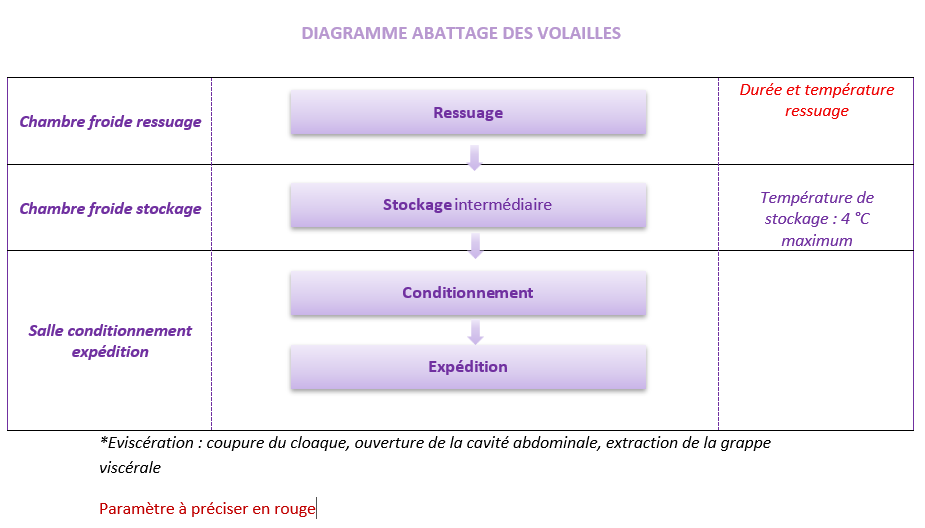 DIAGRAMME ABATTAGE DES VOLAILLES
Chambre froide ressuage
Ressuage
Durée et température
ressuage
Chambre froide stockage
Stockage intermédiaire
Température de
stockage : 4 °C
maximum
Salle conditionnement
expédition
Conditionnement
Expédition
*Eviscération : coupure du cloaque, ouverture de la cavité abdominale, extraction de la grappe
viscérale
Paramètre à préciser en rouge